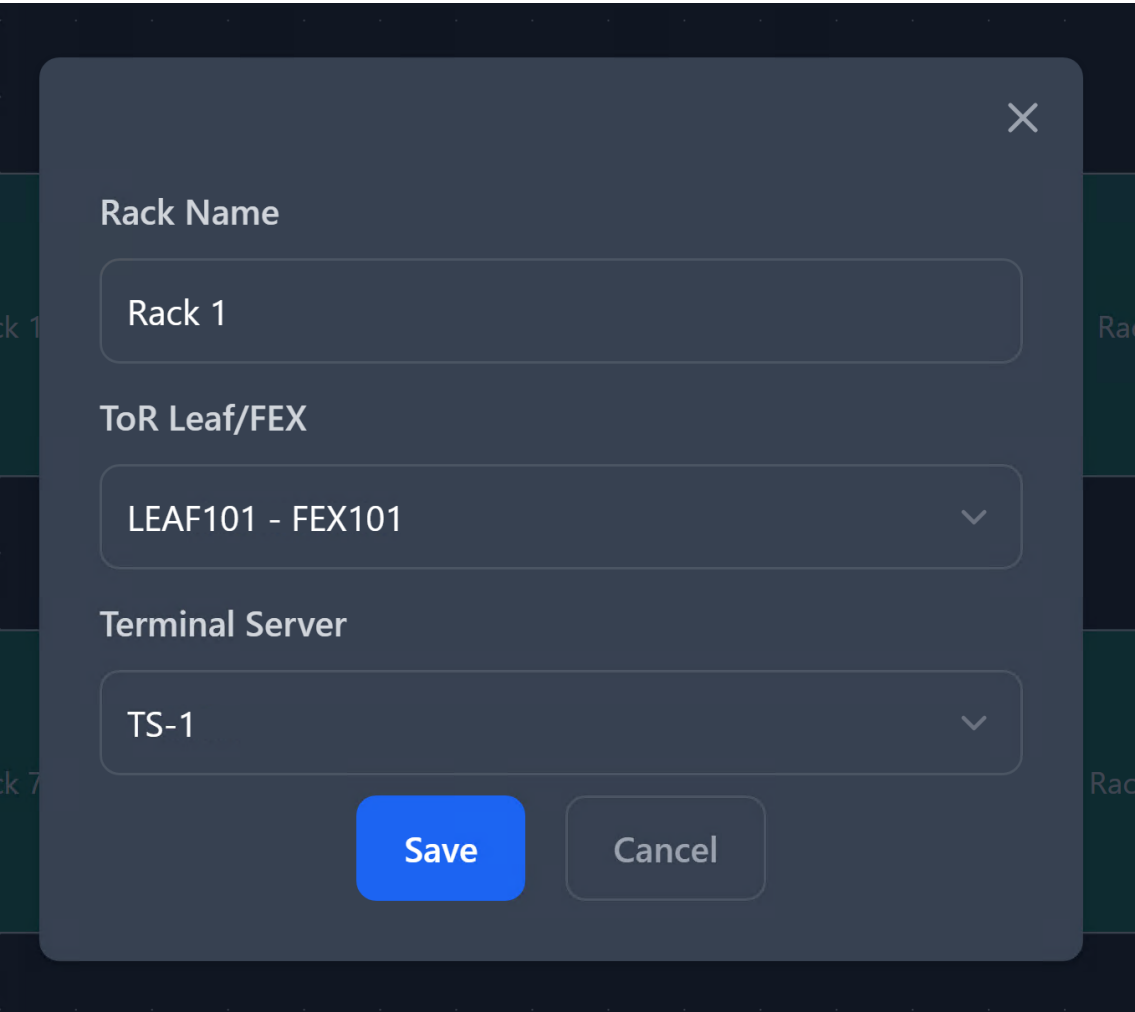 Rack Name
Rack 1
ToR Leaf/FEX
LEAF101 - FEX101
Terminal Server
TS-1
Save
Cancel